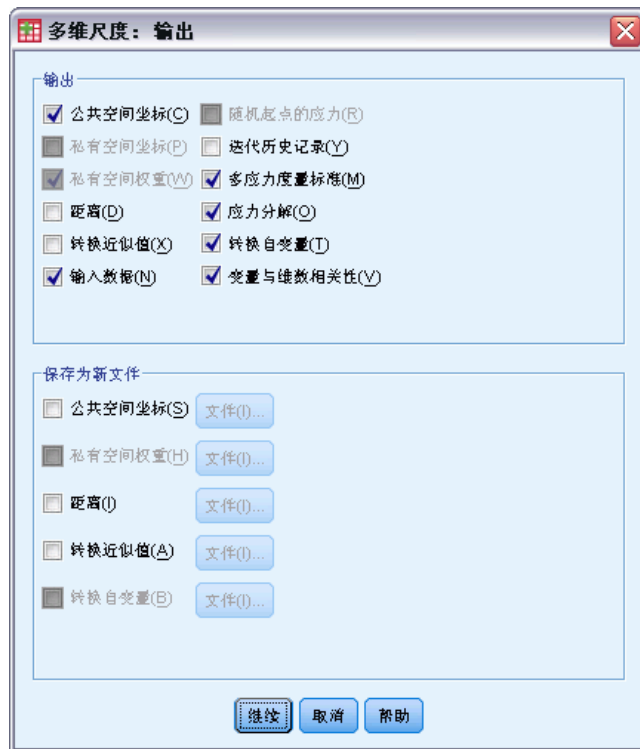 多维尺度：输出
输出
公共空间坐标(C) 随机起点的应力(R)
私有空间坐标(P) 迭代历史记录(Y)
私有空间权重(W) 多应力度量标准(M)
距离(D) 应力分解(O)
转换近似值(X) 转换自变量(T)
输入数据(N) 变量与维数相关性(V)
保存为新文件
公共空间坐标(S) 文件(I)...
私有空间权重(H) 文件(I)...
距离(I) 文件(I)...
转换近似值(A) 文件(I)...
转换自变量(B) 文件(I)...
继续 取消 帮助